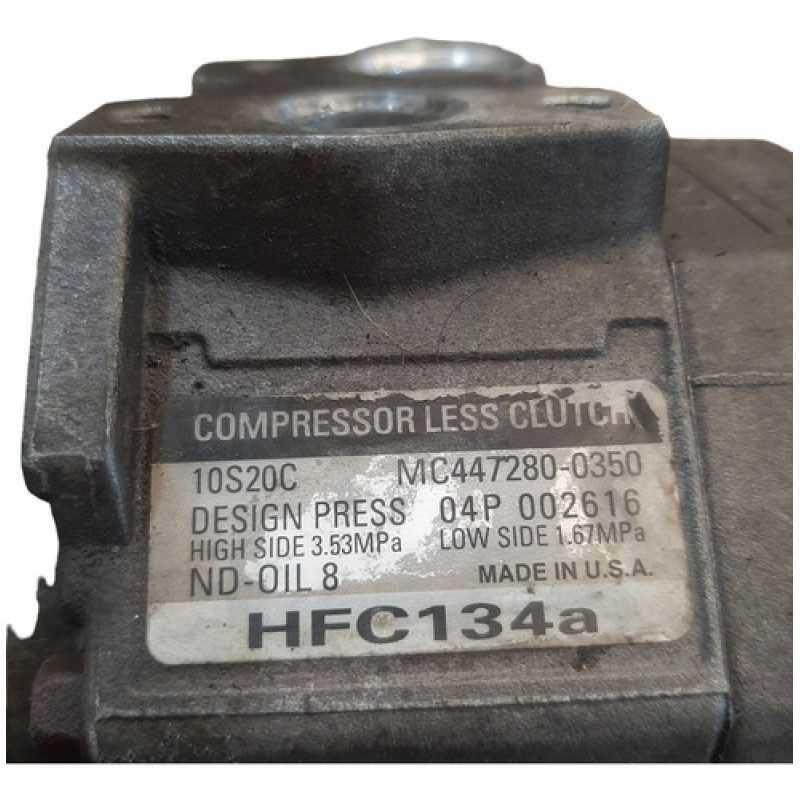 COMPRESSOR LESS CLUTCH
10S20C MC447280-0350
DESIGN PRESS 04P 002616
HIGH SIDE 3.53MPa LOW SIDE 1.67MPa
ND-OIL 8 MADE IN U.S.A.
HFC134a